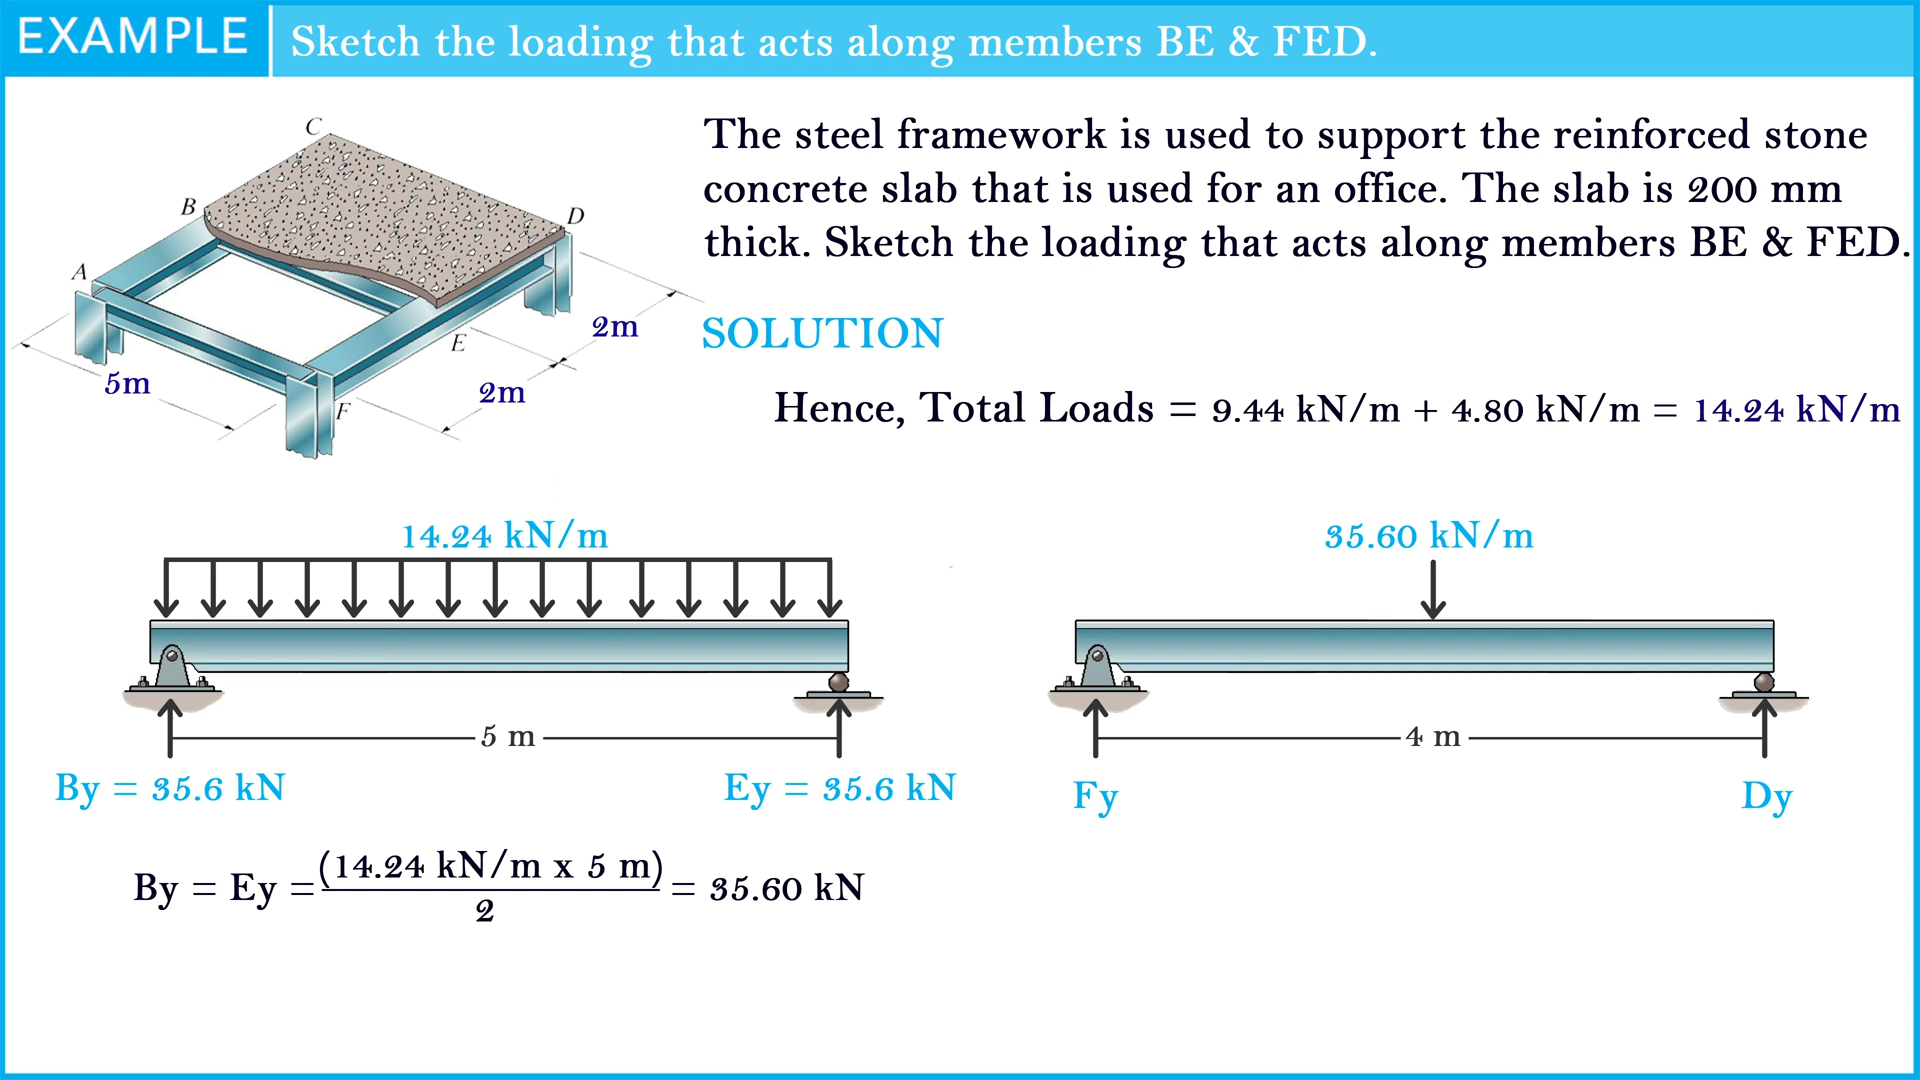 EXAMPLE
Sketch the loading that acts along members BE & FED.
The steel framework is used to support the reinforced stone
concrete slab that is used for an office. The slab is 200 mm
thick. Sketch the loading that acts along members BE & FED.
C
B
D
A
E
F
2m
2m
5m
SOLUTION
Hence, Total Loads = 9.44 kN/m + 4.80 kN/m = 14.24 kN/m
14.24 kN/m
5 m
By = 35.6 kN
Ey = 35.6 kN
By = Ey = (14.24 kN/m x 5 m)
2
= 35.60 kN
35.60 kN/m
4 m
Fy
Dy